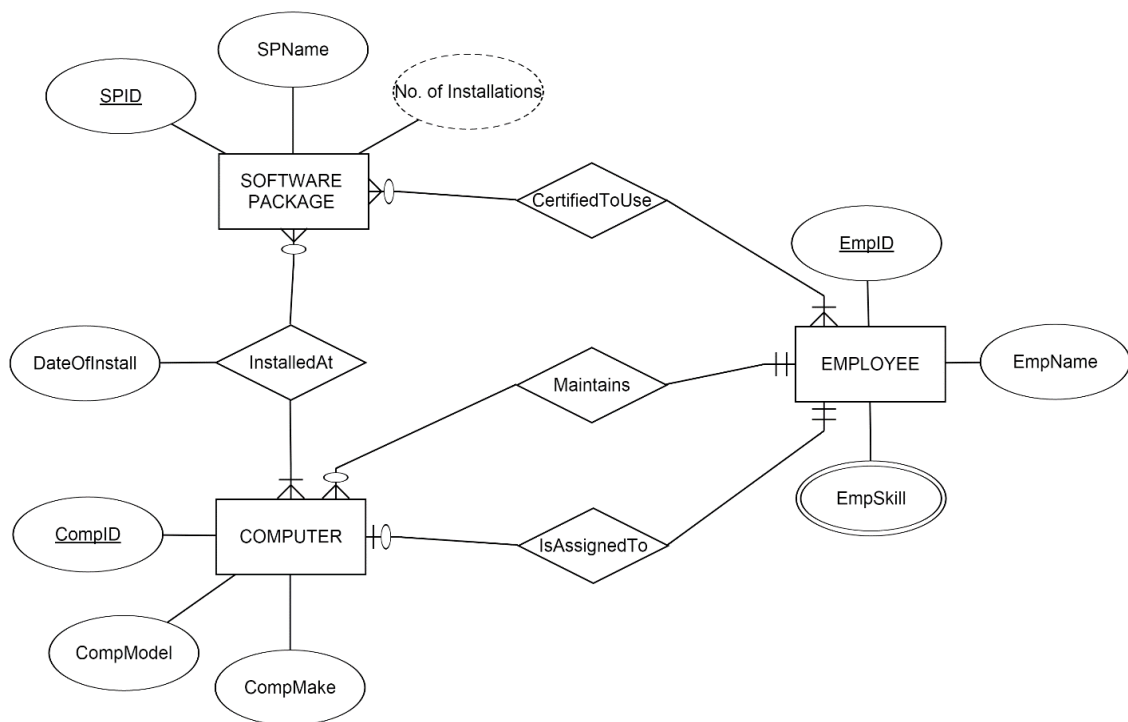 SPName
SPID
No. of Installations
SOFTWARE
PACKAGE
CertifiedToUse
EmpID
DateOfInstall
InstalledAt
Maintains
EMPLOYEE
EmpName
EmpSkill
CompID
COMPUTER
IsAssignedTo
CompModel
CompMake